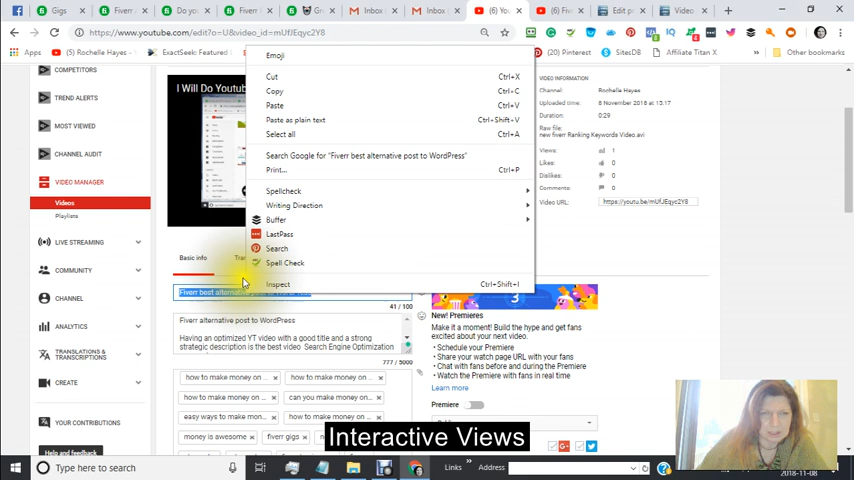 Gigs
Fiverr
Do you
Fiverr
Gr
Inbox
Inbox
(6) You
Fiv
Edit p
Video
https://www.youtube.com/edit?o=U&video_id=mUfJEqyc2Y8
Apps
(5) Rochelle Hayes
ExactSeek: Featured
(20) Pinterest
SitesDB
Affiliate Titan X
Other bookmarks
COMPETITORS
TREND ALERTS
MOST VIEWED
CHANNEL AUDIT
VIDEO MANAGER
Videos
Playlists
LIVE STREAMING
COMMUNITY
CHANNEL
ANALYTICS
TRANSLATIONS &
TRANSCRIPTIONS
CREATE
YOUR CONTRIBUTIONS
Help and feedback
I Will Do Youtub
Emoji
Cut Ctrl+X
Copy Ctrl+C
Paste Ctrl+V
Paste as plain text Ctrl+Shift+V
Select all Ctrl+A
Search Google for "Fiverr best alternative post to WordPress"
Print... Ctrl+P
Spellcheck
Writing Direction
Buffer
LastPass
Search
Spell Check
Inspect Ctrl+Shift+I
VIDEO INFORMATION
Channel: Rochelle Hayes
Uploaded time: 8 November 2018 at 13:17
Duration: 0:29
Raw file:
new fiverr Ranking Keywords Video.avi
Views: 1
Likes: 0
Dislikes: 0
Comments: 0
Video URL: https://youtu.be/mUfJEqyc2Y8
Basic info
Tra
Fiverr best alternative
41 / 100
Fiverr alternative post to WordPress
Having an optimized YT video with a good title and a strong
strategic description is the best video Search Engine Optimization
777 / 5000
how to make money on ... ×
how to make money on ... ×
how to make money on ... ×
can you make money on ... ×
easy ways to make mon... ×
how to make money on ... ×
money is awesome ×
fiverr gigs ×
3
New! Premieres
Make it a moment! Build the hype and get fans
excited about your next video.
• Schedule your Premiere
• Share your watch page URL with your fans
• Chat with fans before and during the Premiere
• Watch the Premiere with fans in real time
Learn more
Premiere
Interactive Views
Type here to search
Links
Address
2018-11-08